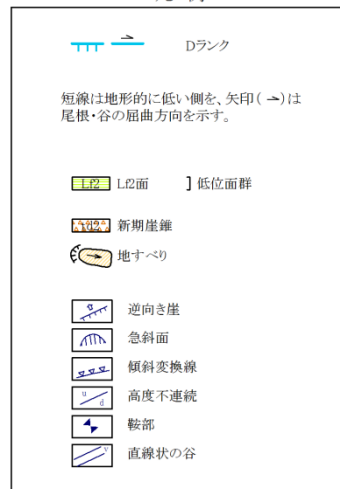 Dランク
短線は地形的に低い側を、矢印(→)は
尾根・谷の屈曲方向を示す。
Lf2 Lf2面 ]低位面群
新期崖錐
地すべり
逆向き崖
急斜面
傾斜変換線
u d 高度不連続
鞍部
v 直線状の谷